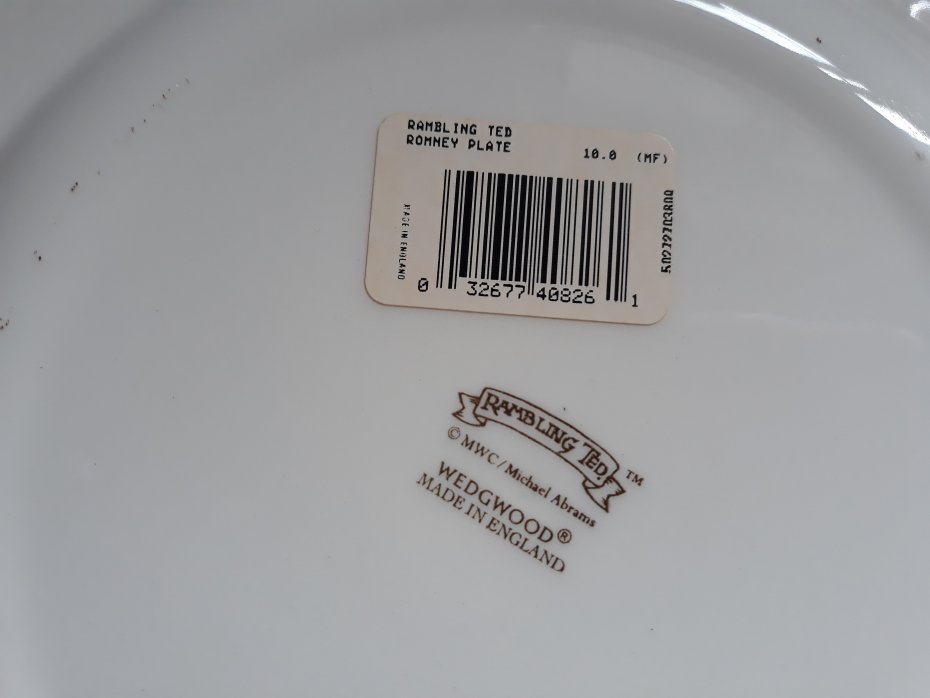 RAMBLING TED
ROMNEY PLATE
10.0 (MF)
MADE IN ENGLAND
0 32677 40826 1
RAMBLING TED. TM
© MWC/Michael Abrams
WEDGWOOD®
MADE IN ENGLAND